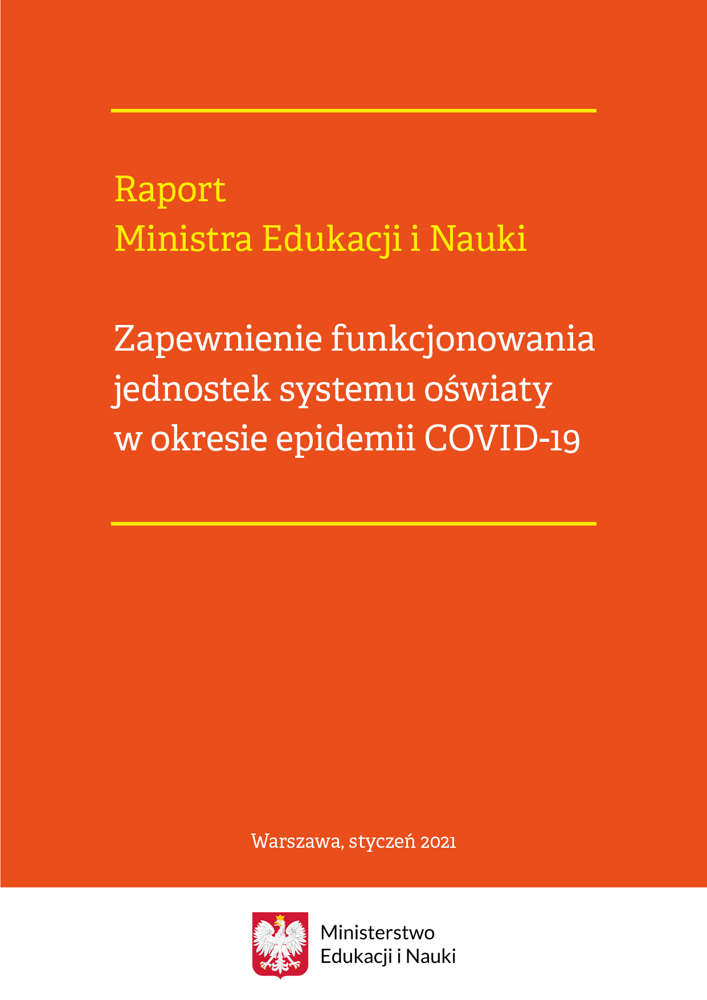 Raport
Ministra Edukacji i Nauki
Zapewnienie funkcjonowania
jednostek systemu oświaty
w okresie epidemii COVID-19
Warszawa, styczeń 2021
Ministerstwo
Edukacji i Nauki